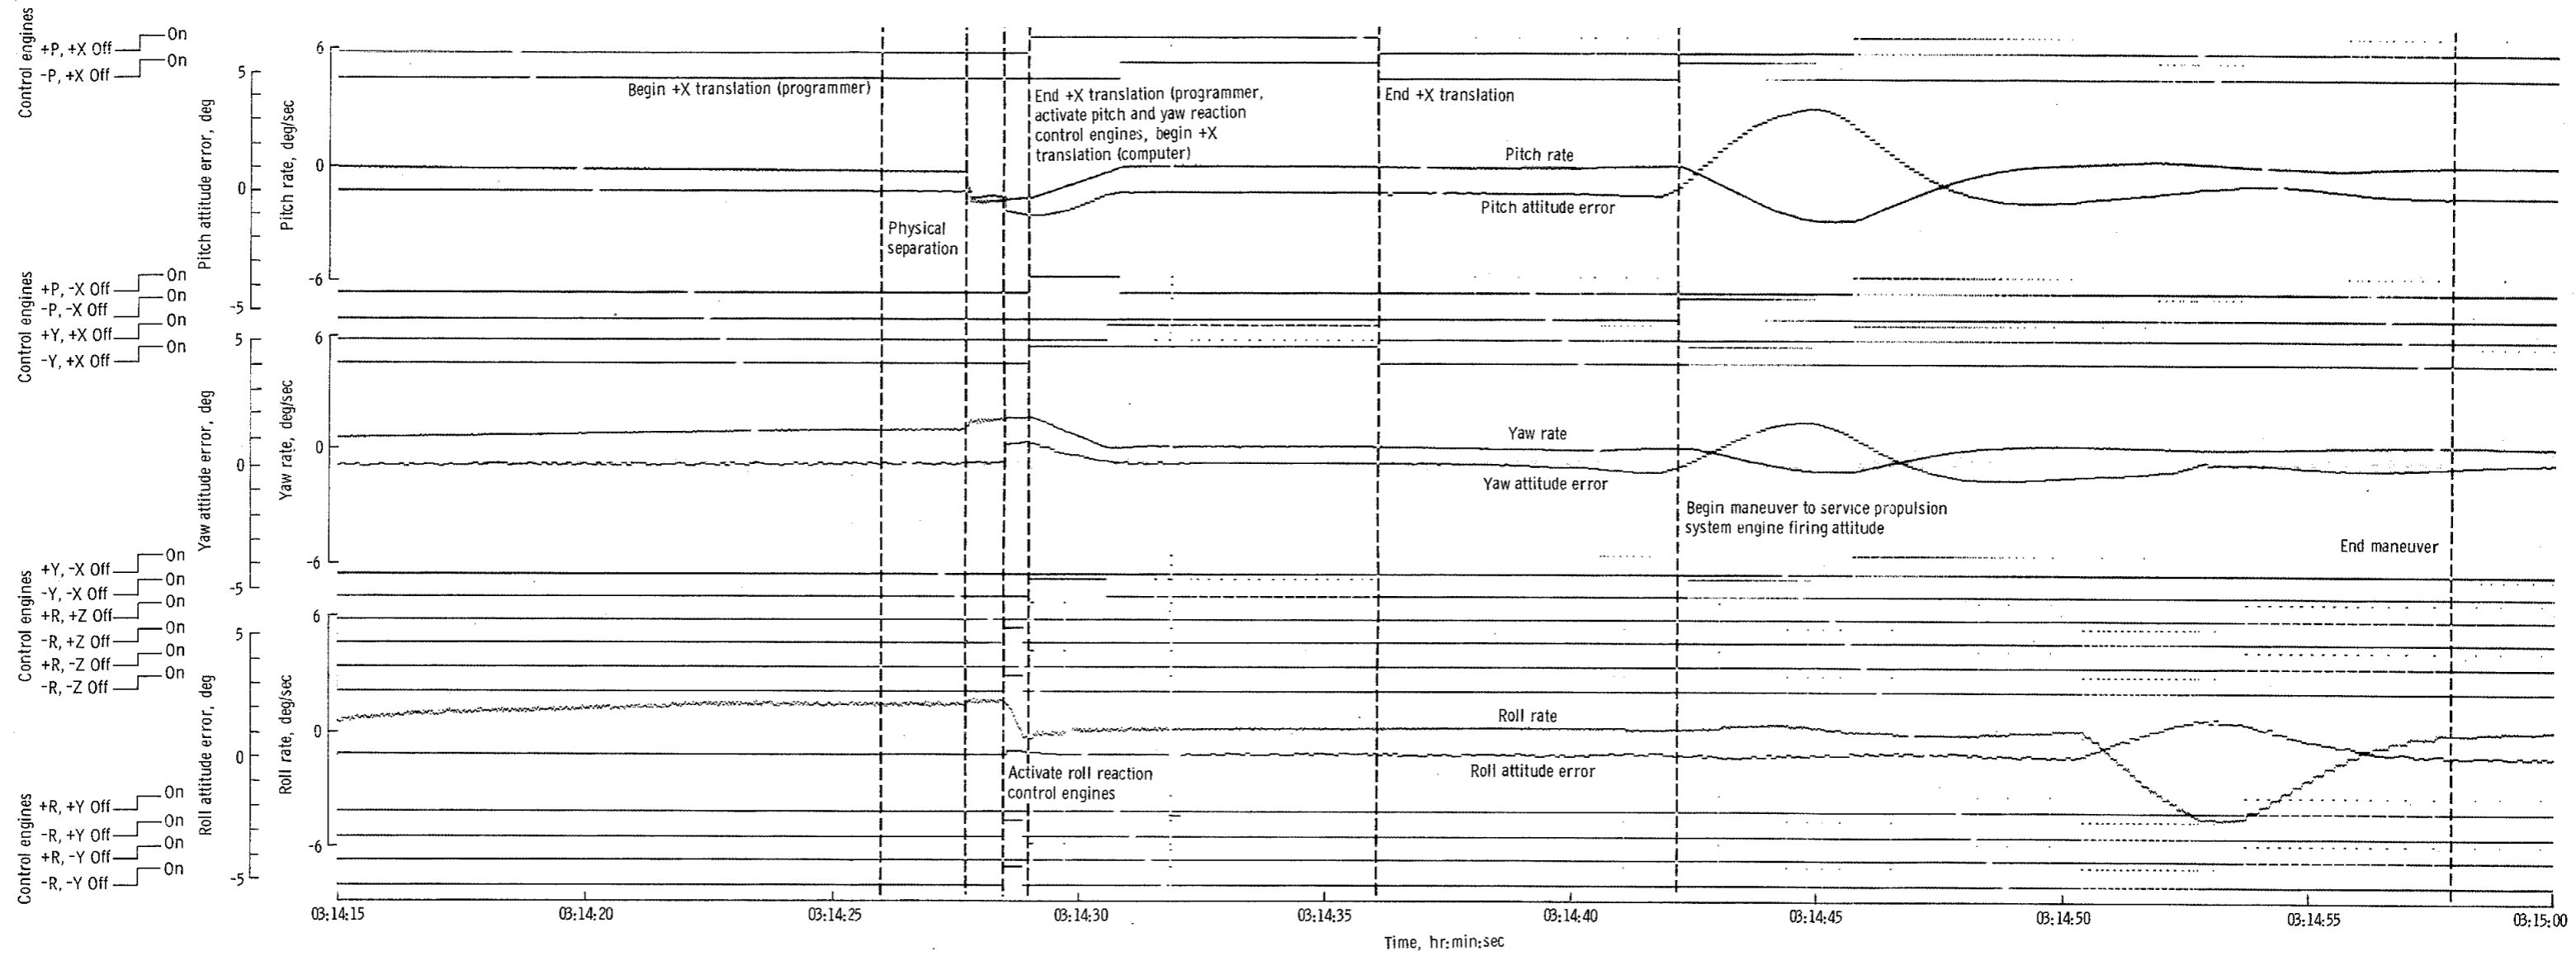 Control engines
+P, +X Off
On
-P, +X Off
On
Pitch attitude error, deg
5
0
-5
Pitch rate, deg/sec
6
0
-6
Begin +X translation (programmer)
Physical
separation
End +X translation (programmer,
activate pitch and yaw reaction
control engines, begin +X
translation (computer)
End +X translation
Pitch rate
Pitch attitude error
Control engines
+P, -X Off
On
-P, -X Off
On
+Y, +X Off
On
-Y, +X Off
On
Yaw attitude error, deg
5
0
-5
Yaw rate, deg/sec
6
0
-6
Yaw rate
Yaw attitude error
Begin maneuver to service propulsion
system engine firing attitude
End maneuver
Control engines
+Y, -X Off
On
-Y, -X Off
On
+R, +Z Off
On
-R, +Z Off
On
+R, -Z Off
On
-R, -Z Off
On
Roll attitude error, deg
5
0
-5
Roll rate, deg/sec
6
0
-6
Roll rate
Roll attitude error
Activate roll reaction
control engines
Control engines
+R, +Y Off
On
-R, +Y Off
On
+R, -Y Off
On
-R, -Y Off
On
03:14:15
03:14:20
03:14:25
03:14:30
03:14:35
03:14:40
03:14:45
03:14:50
03:14:55
03:15:00
Time, hr:min:sec